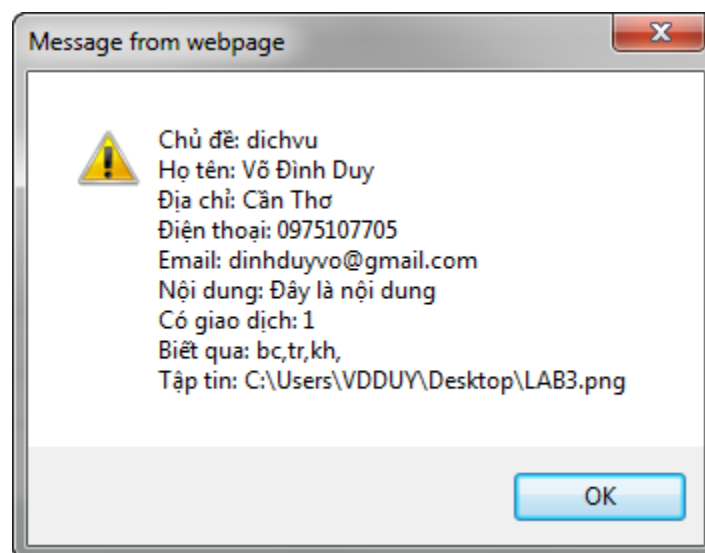 Message from webpage
Chủ đề: dichvu
Họ tên: Võ Đình Duy
Địa chỉ: Cần Thơ
Điện thoại: 0975107705
Email: dinhduyvo@gmail.com
Nội dung: Đây là nội dung
Có giao dịch: 1
Biết qua: bc,tr,kh,
Tập tin: C:\Users\VDDUY\Desktop\LAB3.png
OK